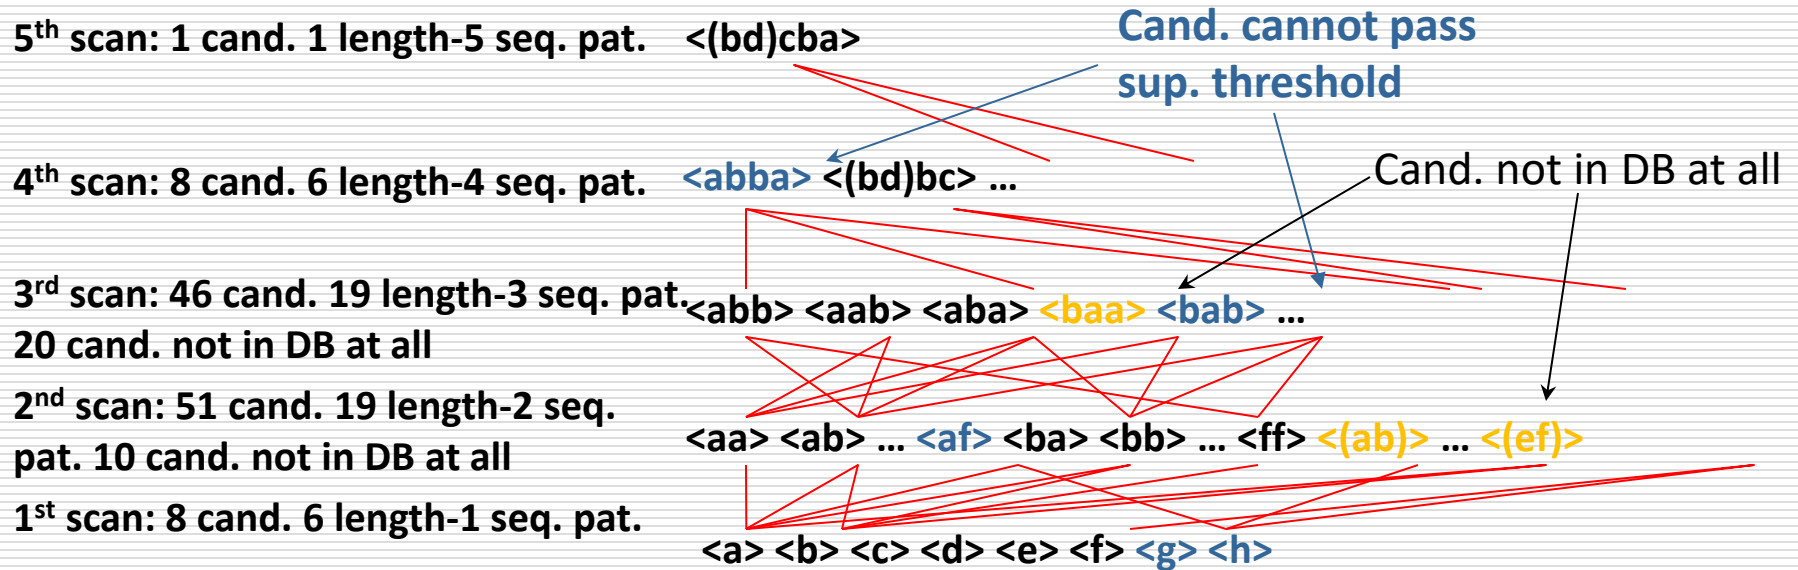 5th scan: 1 cand. 1 length-5 seq. pat. <(bd)cba>
Cand. cannot pass
sup. threshold
4th scan: 8 cand. 6 length-4 seq. pat. <abba> <(bd)bc> …
Cand. not in DB at all
3rd scan: 46 cand. 19 length-3 seq. pat. <abb> <aab> <aba> <baa> <bab> …
20 cand. not in DB at all
2nd scan: 51 cand. 19 length-2 seq.
pat. 10 cand. not in DB at all
<aa> <ab> … <af> <ba> <bb> … <ff> <(ab)> … <(ef)>
1st scan: 8 cand. 6 length-1 seq. pat.
<a> <b> <c> <d> <e> <f> <g> <h>